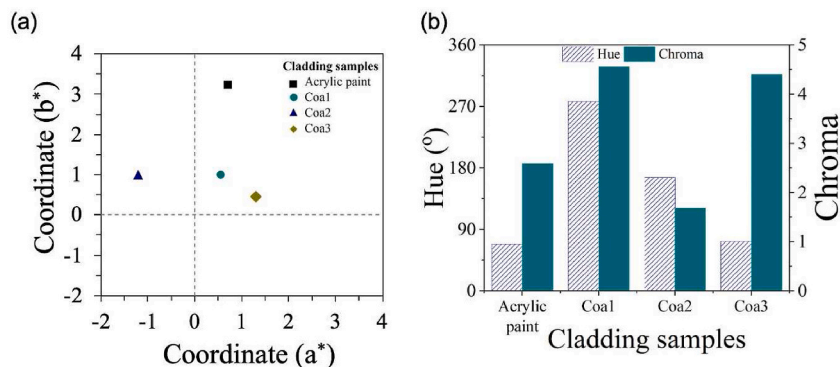 (a)
4
3
2
1
0
-1
-2
-2 -1 0 1 2 3 4
Coordinate (b*)
Coordinate (a*)
Cladding samples
Acrylic paint
Coa1
Coa2
Coa3
(b)
360
270
180
90
0
Hue (º)
Hue Chroma
5
4
3
2
1
0
Chroma
Acrylic
paint
Coa1 Coa2 Coa3
Cladding samples